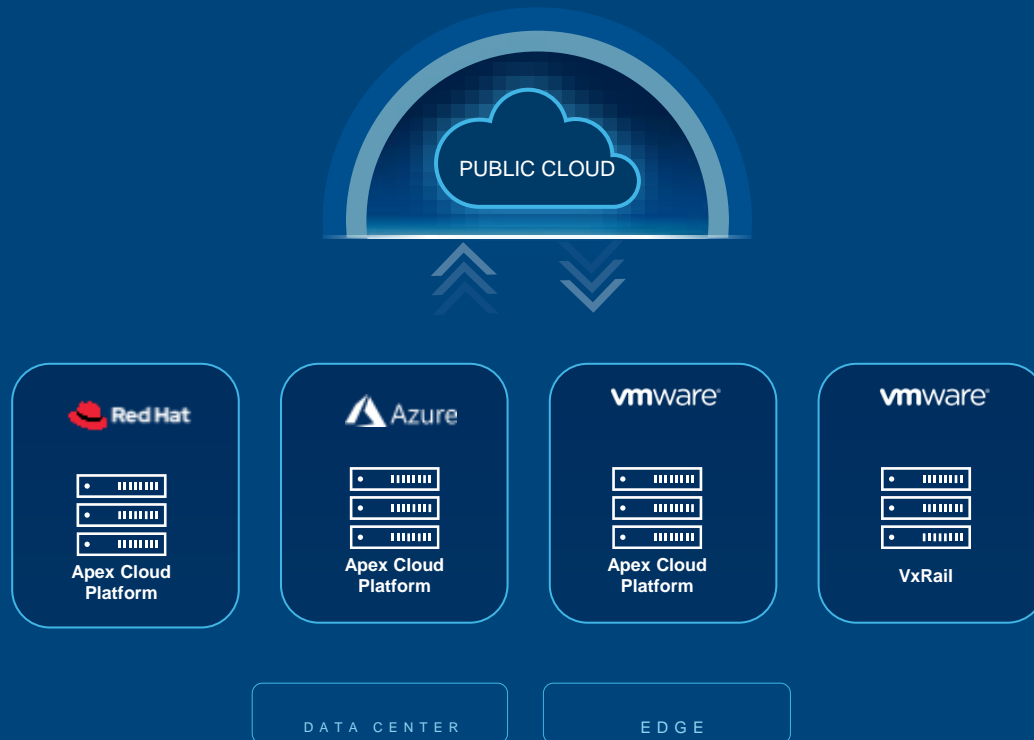 PUBLIC CLOUD
Red Hat
Azure
vmware®
vmware®
Apex Cloud
Platform
Apex Cloud
Platform
Apex Cloud
Platform
VxRail
DATA CENTER
EDGE